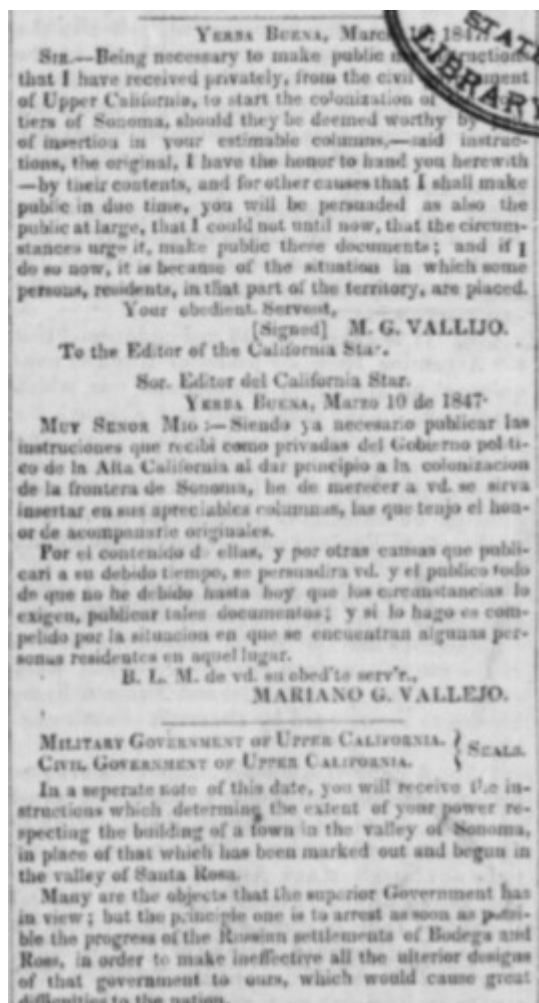 YERBA BUENA, March 10 1847.
SIR.—Being necessary to make public instructions
that I have received privately, from the civil
of Upper California, to start the colonization of
tiers of Sonoma, should they be deemed worthy by
of insertion in your estimable columns,—said instruc-
tions, the original, I have the honor to hand you herewith
—by their contents, and for other causes that I shall make
public in due time, you will be persuaded as also the
public at large, that I could not until now, that the circum-
stances urge it, make public these documents; and if I
do so now, it is because of the situation in which some
persons, residents, in that part of the territory, are placed.
Your obedient Servent,
[Signed] M. G. VALLIJO.
To the Editor of the California Star.
Sor. Editor del California Star.
YERBA BUENA, Marzo 10 de 1847
MUY SENOR MIO:—Siendo ya necesario publicar las
instruciones que recibi como privadas del Gobierno politi-
co de la Alta California al dar principio a la colonizacion
de la frontera de Sonoma, he de merecer a vd. se sirva
insertar en sus apreciables columnas, las que tenjo el hon-
or de acompanarle originales.
Por el contenido de ellas, y por otras causas que publi-
cari a su debido tiempo, se persuadira vd. y el publico todo
de que no he debido hasta hoy que los circunstancias lo
exigen, publicar tales documentos; y si lo hago es com-
pelido por la situacion en que se encuentran algunas per-
sonas residentes en aquel lugar.
B. L. M. de vd. su obed'te serv'r.,
MARIANO G. VALLEJO.
MILITARY GOVERNMENT OF UPPER CALIFORNIA. } SEALS.
CIVIL GOVERNMENT OF UPPER CALIFORNIA.
In a seperate note of this date, you will receive the in-
structions which determine the extent of your power re-
specting the building of a town in the valley of Sonoma,
in place of that which has been marked out and begun in
the valley of Santa Rosa.
Many are the objects that the superior Government has
in view; but the principle one is to arrest as soon as possi-
ble the progress of the Russian settlements of Bodega and
Ross, in order to make ineffective all the ulterior designs
of that government to ours, which would cause great
difficulties to the nation.
STATE
LIBRARY